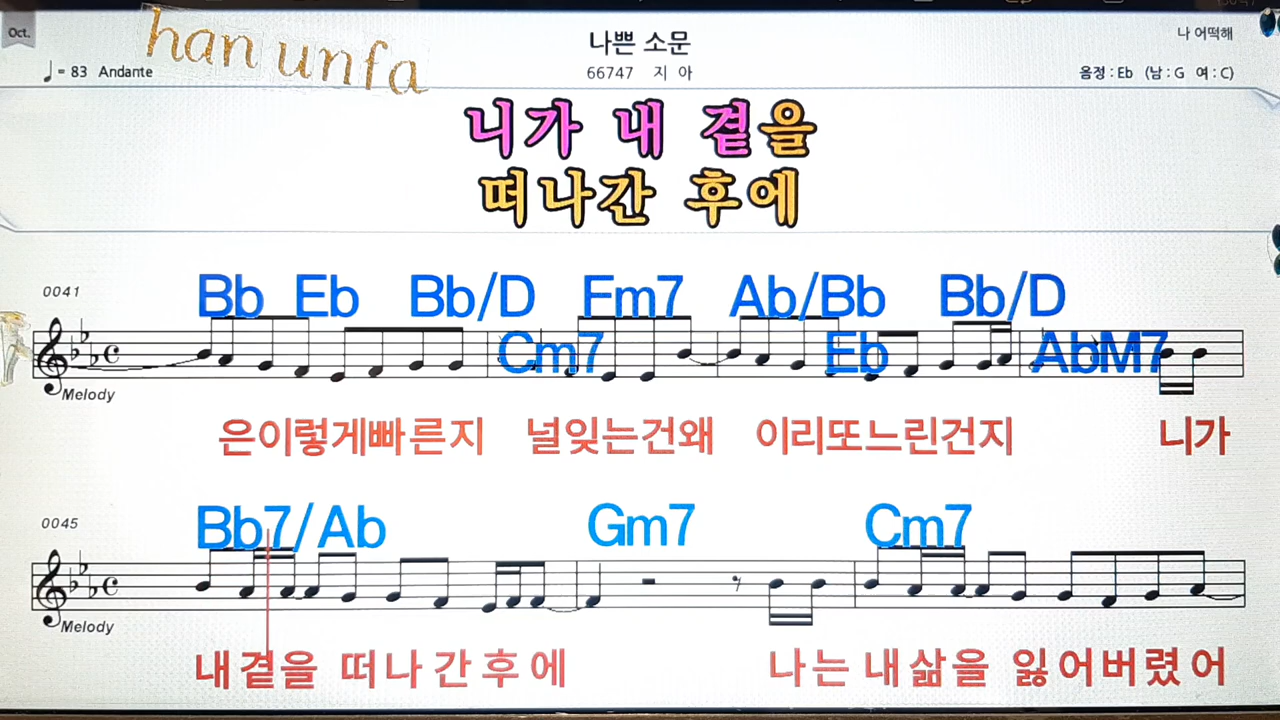 Oct.
han unfa
나쁜 소문
나 어떡해
= 83 Andante
66747 지 아
음정 : Eb (남 : G 여 : C)
니가 내 곁을
떠나간 후에
0041
Bb Eb Bb/D Fm7 Ab/Bb Bb/D
Cm7 Eb AbM7
Melody
은이렇게빠른지 널잊는건왜 이리또느린건지 니가
0045
Bb7/Ab Gm7 Cm7
Melody
내곁을 떠나간후에 나는내삶을 잃어버렸어